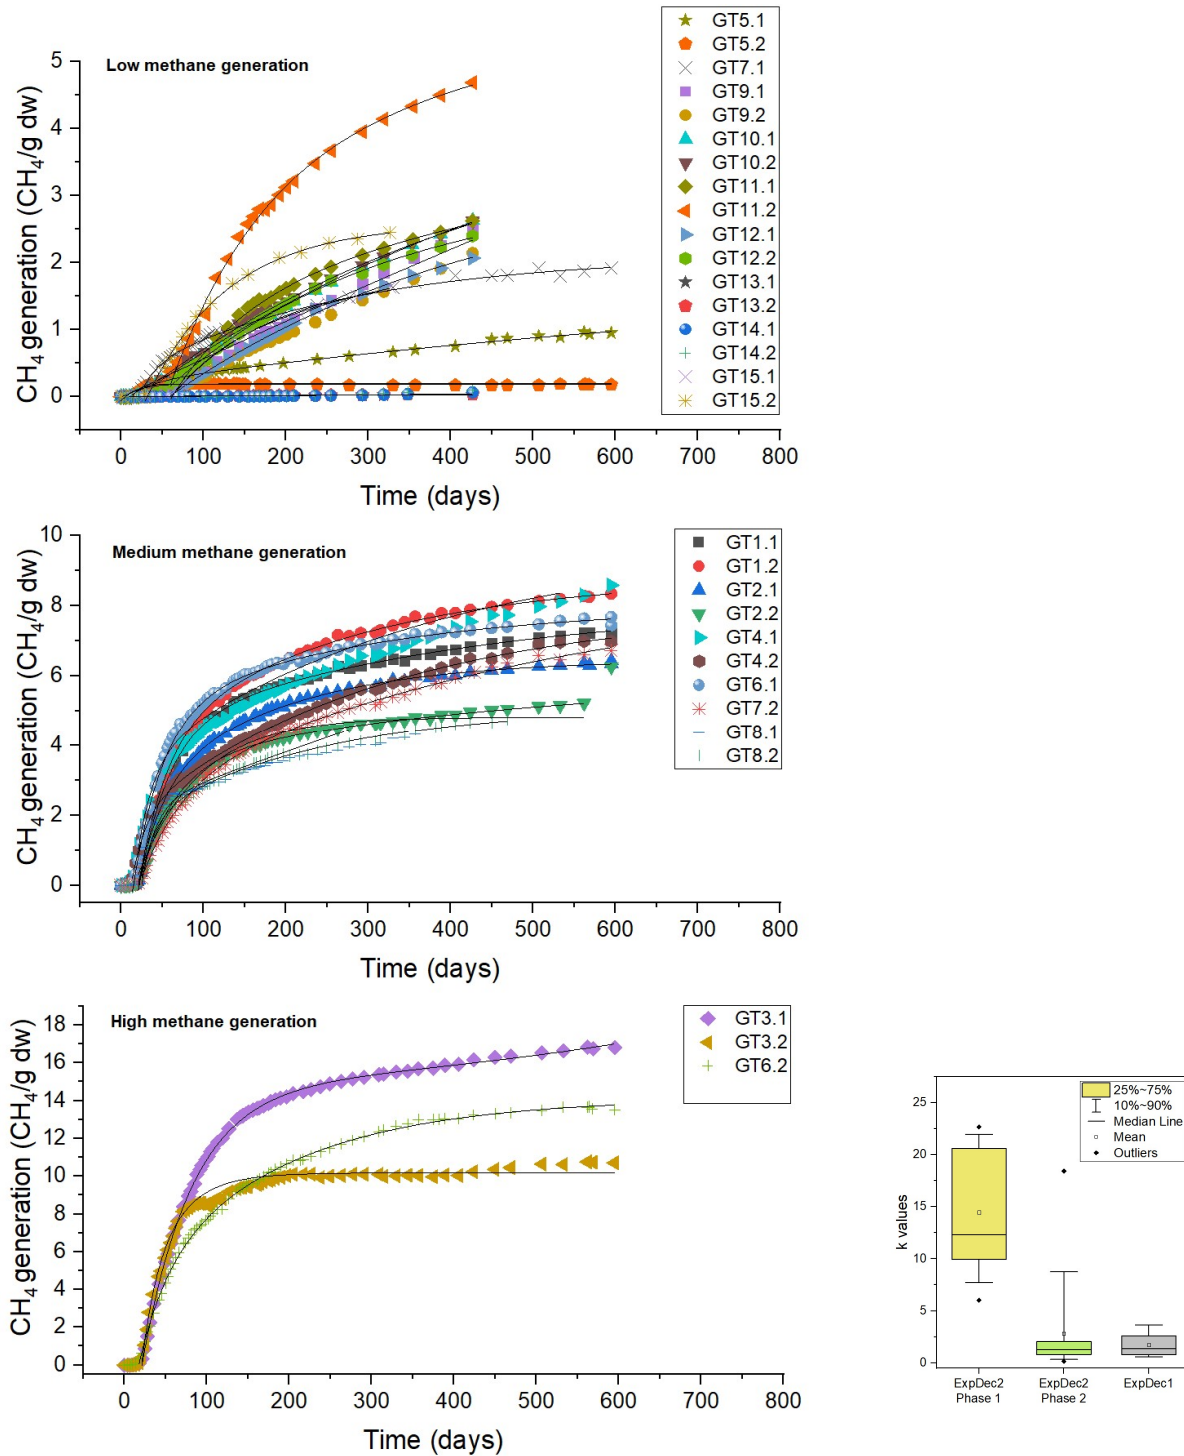 Low methane generation
CH₄ generation (CH₄/g dw)
5
4
3
2
1
0
0 100 200 300 400 500 600 700 800
Time (days)
GT5.1
GT5.2
GT7.1
GT9.1
GT9.2
GT10.1
GT10.2
GT11.1
GT11.2
GT12.1
GT12.2
GT13.1
GT13.2
GT14.1
GT14.2
GT15.1
GT15.2
Medium methane generation
CH₄ generation (CH₄/g dw)
10
8
6
4
2
0
0 100 200 300 400 500 600 700 800
Time (days)
GT1.1
GT1.2
GT2.1
GT2.2
GT4.1
GT4.2
GT6.1
GT7.2
GT8.1
GT8.2
High methane generation
CH₄ generation (CH₄/g dw)
18
16
14
12
10
8
6
4
2
0
0 100 200 300 400 500 600 700 800
Time (days)
GT3.1
GT3.2
GT6.2
25%~75%
10%~90%
Median Line
Mean
Outliers
k values
25
20
15
10
5
0
ExpDec2
Phase 1
ExpDec2
Phase 2
ExpDec1